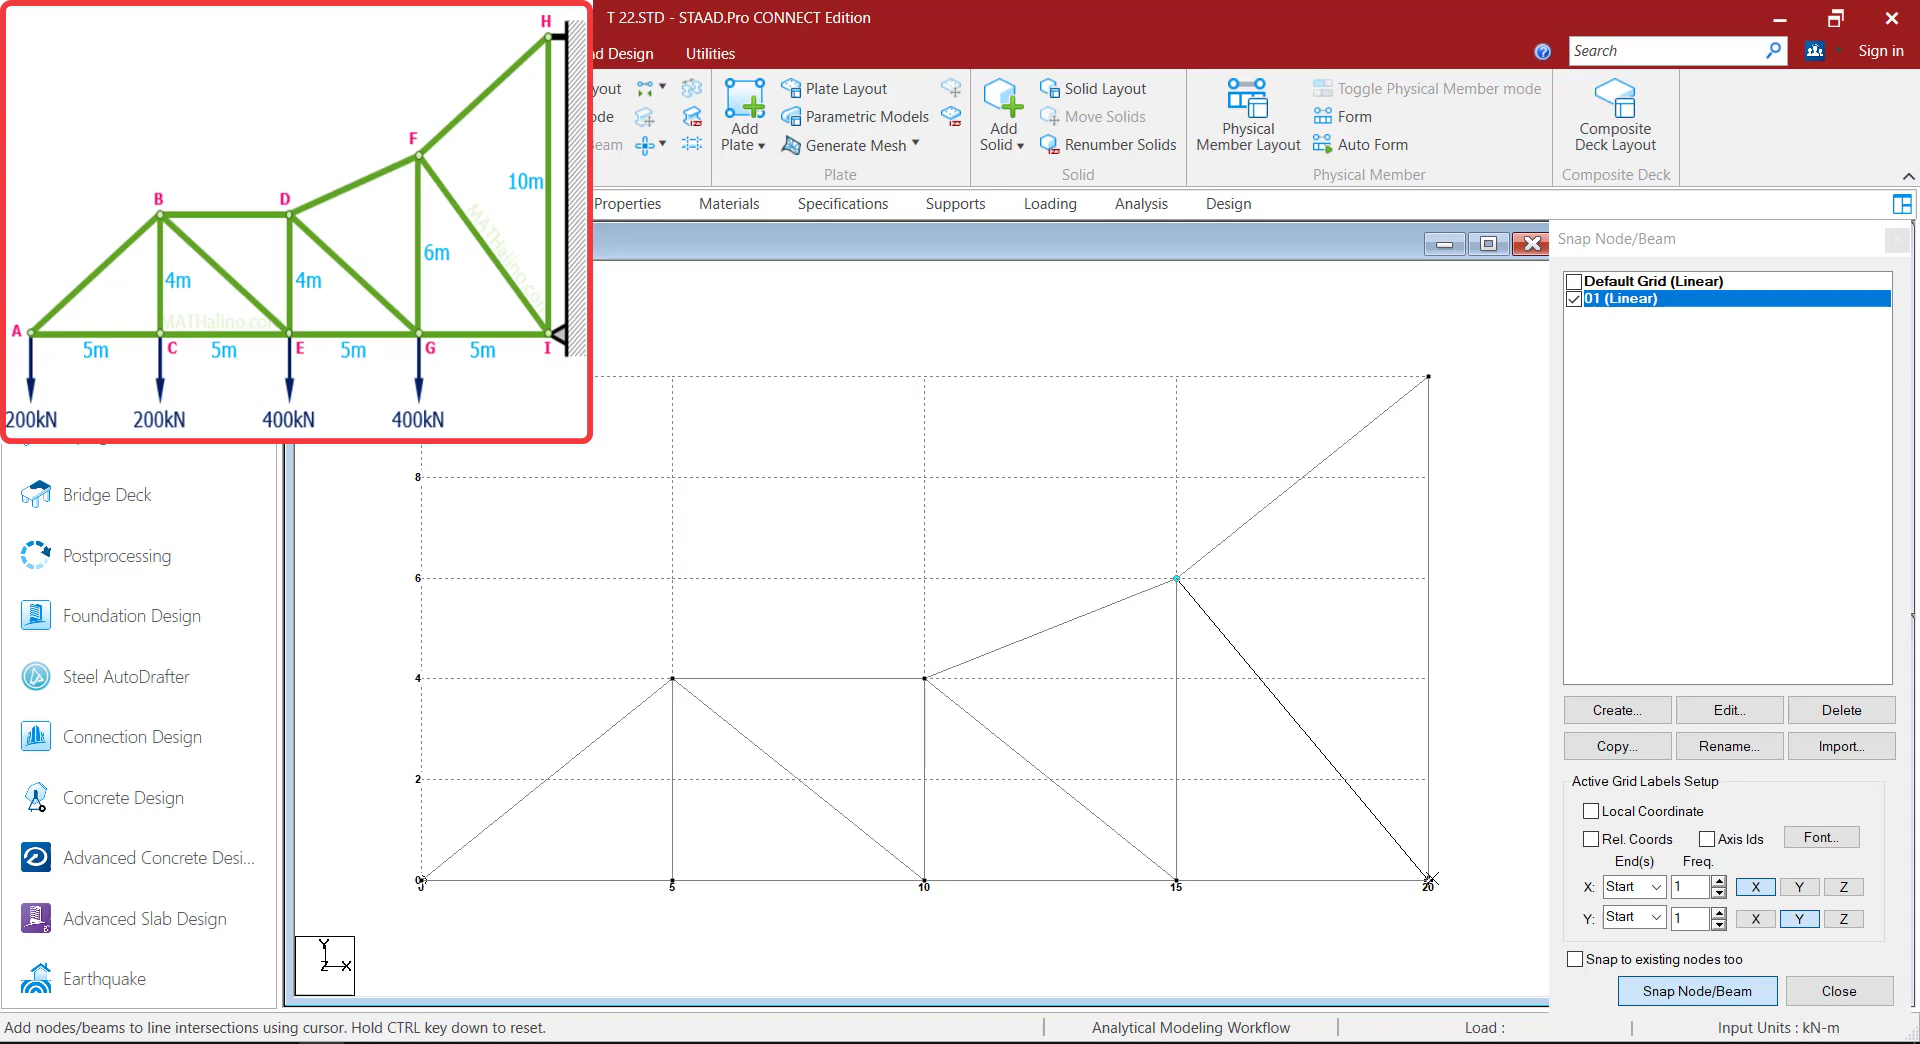 T 22.STD - STAAD.Pro CONNECT Edition
nd Design
Utilities
Search
Sign in
yout
ode
eam
Add
Plate
Plate Layout
Parametric Models
Generate Mesh
Plate
Add
Solid
Solid Layout
Move Solids
Renumber Solids
Solid
Physical
Member Layout
Toggle Physical Member mode
Form
Auto Form
Physical Member
Composite
Deck Layout
Composite Deck
Properties
Materials
Specifications
Supports
Loading
Analysis
Design
H
F
10m
B
D
6m
4m
4m
MATHalino.com
MATHalino.com
A
C
E
G
I
5m
5m
5m
5m
200kN
200kN
400kN
400kN
Bridge Deck
Postprocessing
Foundation Design
Steel AutoDrafter
Connection Design
Concrete Design
Advanced Concrete Desi...
Advanced Slab Design
Earthquake
8
6
4
2
0
5
10
15
20
Y
Z
X
Snap Node/Beam
Default Grid (Linear)
01 (Linear)
Create...
Edit...
Delete
Copy...
Rename...
Import...
Active Grid Labels Setup
Local Coordinate
Rel. Coords
Axis Ids
Font...
End(s)
Freq.
X:
Start
1
X
Y
Z
Y:
Start
1
X
Y
Z
Snap to existing nodes too
Snap Node/Beam
Close
Add nodes/beams to line intersections using cursor. Hold CTRL key down to reset.
Analytical Modeling Workflow
Load :
Input Units : kN-m